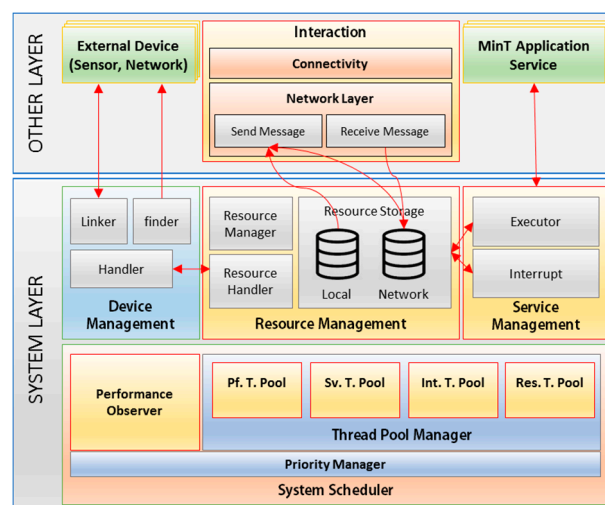 OTHER LAYER
External Device
(Sensor, Network)
Interaction
Connectivity
Network Layer
Send Message
Receive Message
MinT Application
Service
SYSTEM LAYER
Linker
finder
Handler
Device
Management
Resource
Manager
Resource
Handler
Resource Storage
Local
Network
Resource Management
Executor
Interrupt
Service
Management
Performance
Observer
Pf. T. Pool
Sv. T. Pool
Int. T. Pool
Res. T. Pool
Thread Pool Manager
Priority Manager
System Scheduler